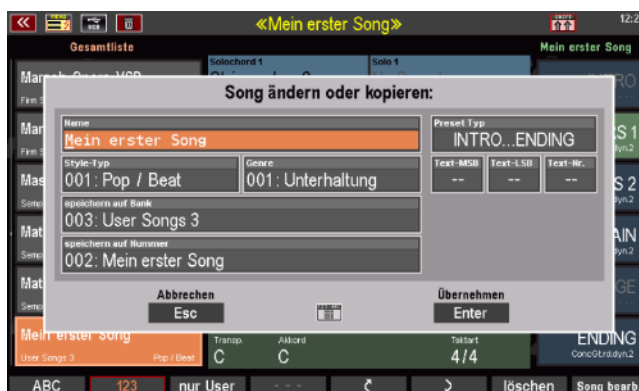 «Mein erster Song»
12:2
Gesamtliste
Mein erster Song
Solochord 1
Solo 1
Song ändern oder kopieren:
Name
Mein erster Song
Preset Typ
INTRO...ENDING
Style-Typ
001: Pop / Beat
Genre
001: Unterhaltung
Text-MSB
--
Text-LSB
--
Text-Nr.
--
speichern auf Bank
003: User Songs 3
speichern auf Nummer
002: Mein erster Song
Abbrechen
Esc
Übernehmen
Enter
Mein erster Song
User Songs 3
Pop / Beat
Transp.
C
Akkord
C
Taktart
4/4
ENDING
ConcGtrd.dyn.2
ABC
123
nur User
- - -
löschen
Song bearb